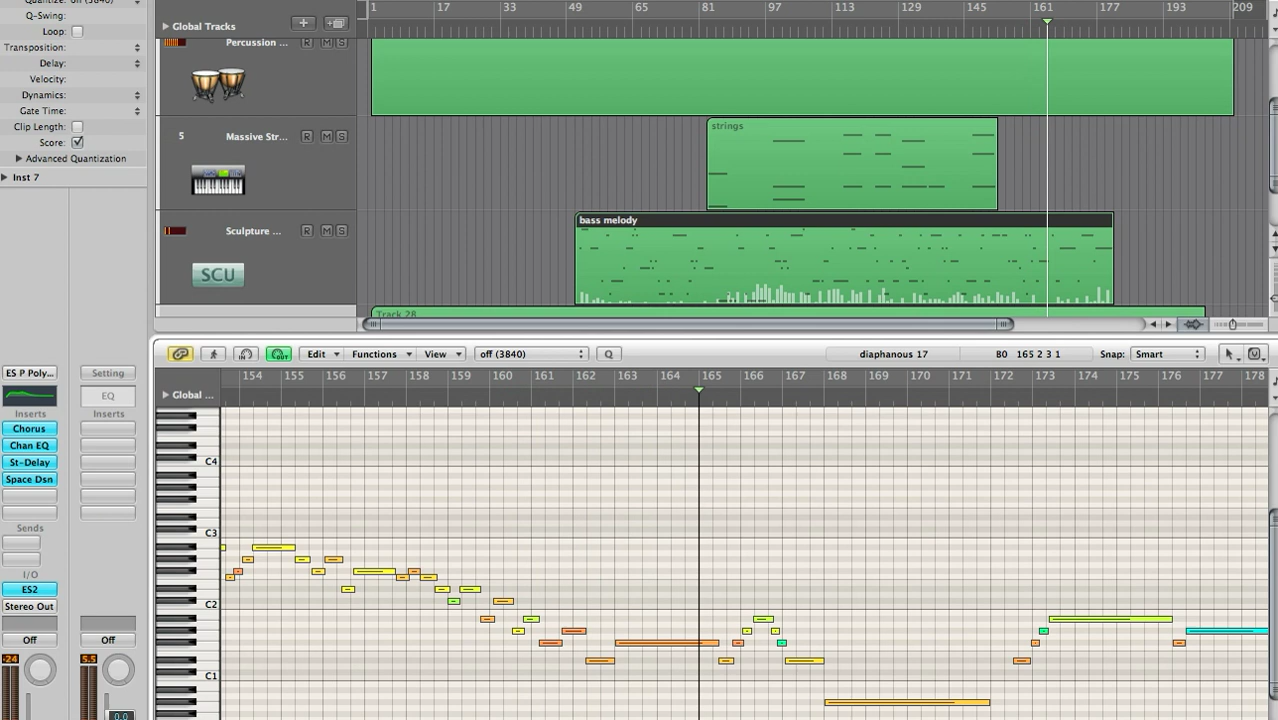 Quantize: off (3840)
Q-Swing:
Loop:
Transposition:
Delay:
Velocity:
Dynamics:
Gate Time:
Clip Length:
Score:
Advanced Quantization
Inst 7
Global Tracks
1 17 33 49 65 81 97 113 129 145 161 177 193 209
Percussion ... R M S
5 Massive Str... R M S
strings
Sculpture ... R M S
bass melody
SCU
Track 28
Edit Functions View off (3840) Q diaphanous 17 B0 165 2 3 1 Snap: Smart
154 155 156 157 158 159 160 161 162 163 164 165 166 167 168 169 170 171 172 173 174 175 176 177 178
Global ...
C4
C3
C2
C1
ES P Poly... Setting
EQ
Inserts Inserts
Chorus
Chan EQ
St-Delay
Space Dsn
Sends
I/O
ES2
Stereo Out
Off Off
-24 5.5
0.0